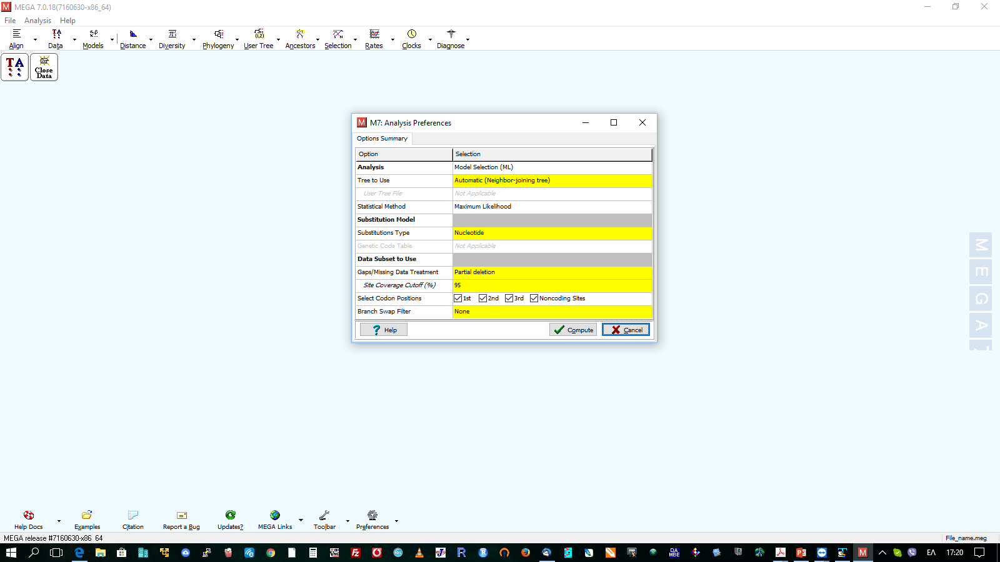 MEGA 7.0.18(7160630-x86_64)
File Analysis Help
Align Data Models Distance Diversity Phylogeny User Tree Ancestors Selection Rates Clocks Diagnose
TA
Close
Data
M7: Analysis Preferences
Options Summary
Option Selection
Analysis Model Selection (ML)
Tree to Use Automatic (Neighbor-joining tree)
User Tree File Not Applicable
Statistical Method Maximum Likelihood
Substitution Model
Substitutions Type Nucleotide
Genetic Code Table Not Applicable
Data Subset to Use
Gaps/Missing Data Treatment Partial deletion
Site Coverage Cutoff (%) 95
Select Codon Positions 1st 2nd 3rd Noncoding Sites
Branch Swap Filter None
Help Compute Cancel
MEGA
Help Docs Examples Citation Report a Bug Updates? MEGA Links Toolbar Preferences
MEGA release #7160630-x86_64 File_name.meg
ΕΛ 17:20